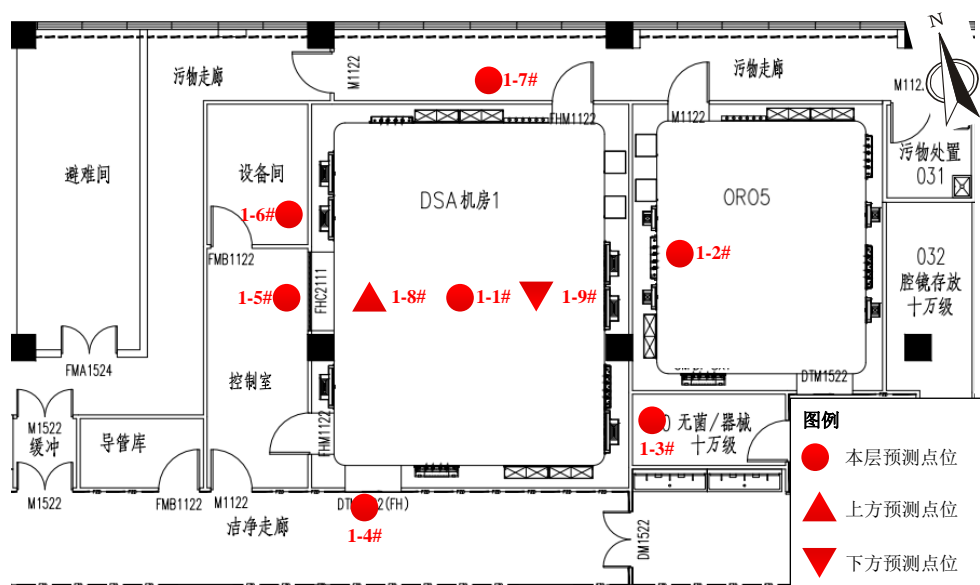 N
污物走廊
M1122
1-7#
污物走廊
FHM1122
M1122
M112
避难间
设备间
DSA机房1
ORO5
污物处置
031
1-6#
FMB1122
1-2#
032
腔镜存放
十万级
1-5#
FHC2111
1-8#
1-1#
1-9#
FMA1524
控制室
DTM1522
M1522
缓冲
导管库
FHM1122
无菌/器械
十万级
1-3#
图例
本层预测点位
上方预测点位
下方预测点位
M1522
FMB1122
M1122
(FH)
1-4#
洁净走廊
DM1522